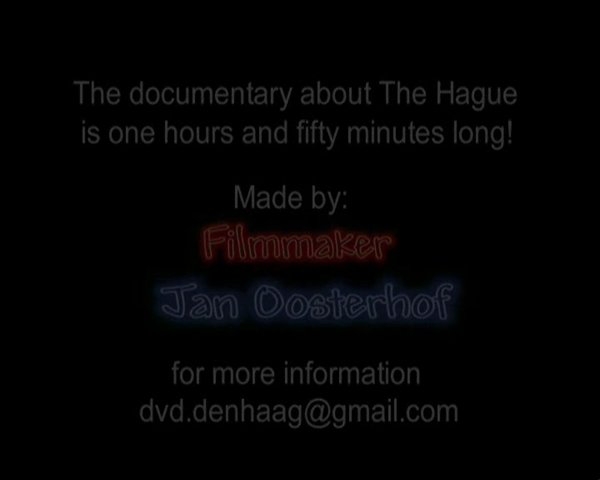 The documentary about The Hague
is one hours and fifty minutes long!
Made by:
Filmmaker
Jan Oosterhof
for more information
dvd.denhaag@gmail.com